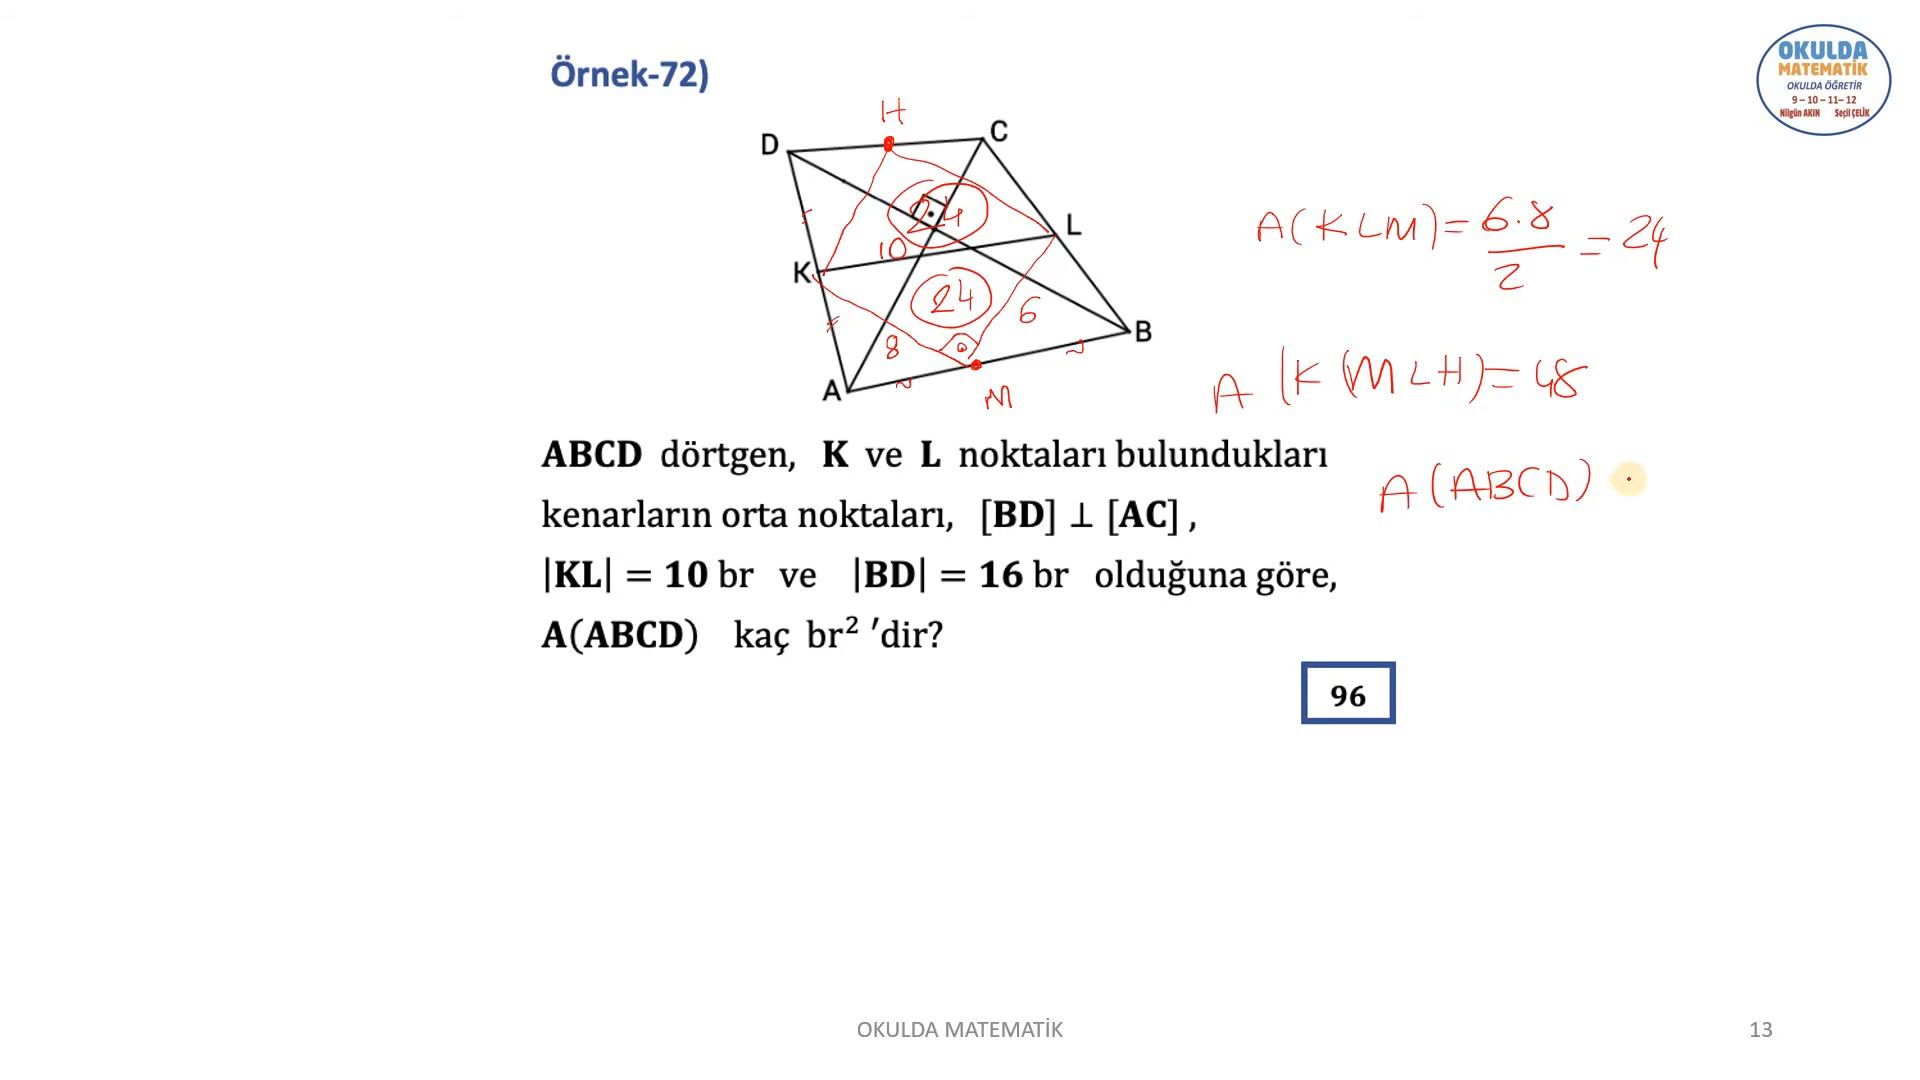 Örnek-72)
OKULDA
MATEMATİK
OKULDA ÖĞRETİR
9 – 10 – 11– 12
Nilgün AKIN Seçil ÇELİK
H
D
C
24
10
L
K
24
6
8
B
A
M
A(KLM) = 6.8 / 2 = 24
A (K(MLH) = 48
A (ABCD)
ABCD dörtgen, K ve L noktaları bulundukları
kenarların orta noktaları, [BD] ⊥ [AC] ,
|KL| = 10 br ve |BD| = 16 br olduğuna göre,
A(ABCD) kaç br² ′dir?
96
OKULDA MATEMATİK
13